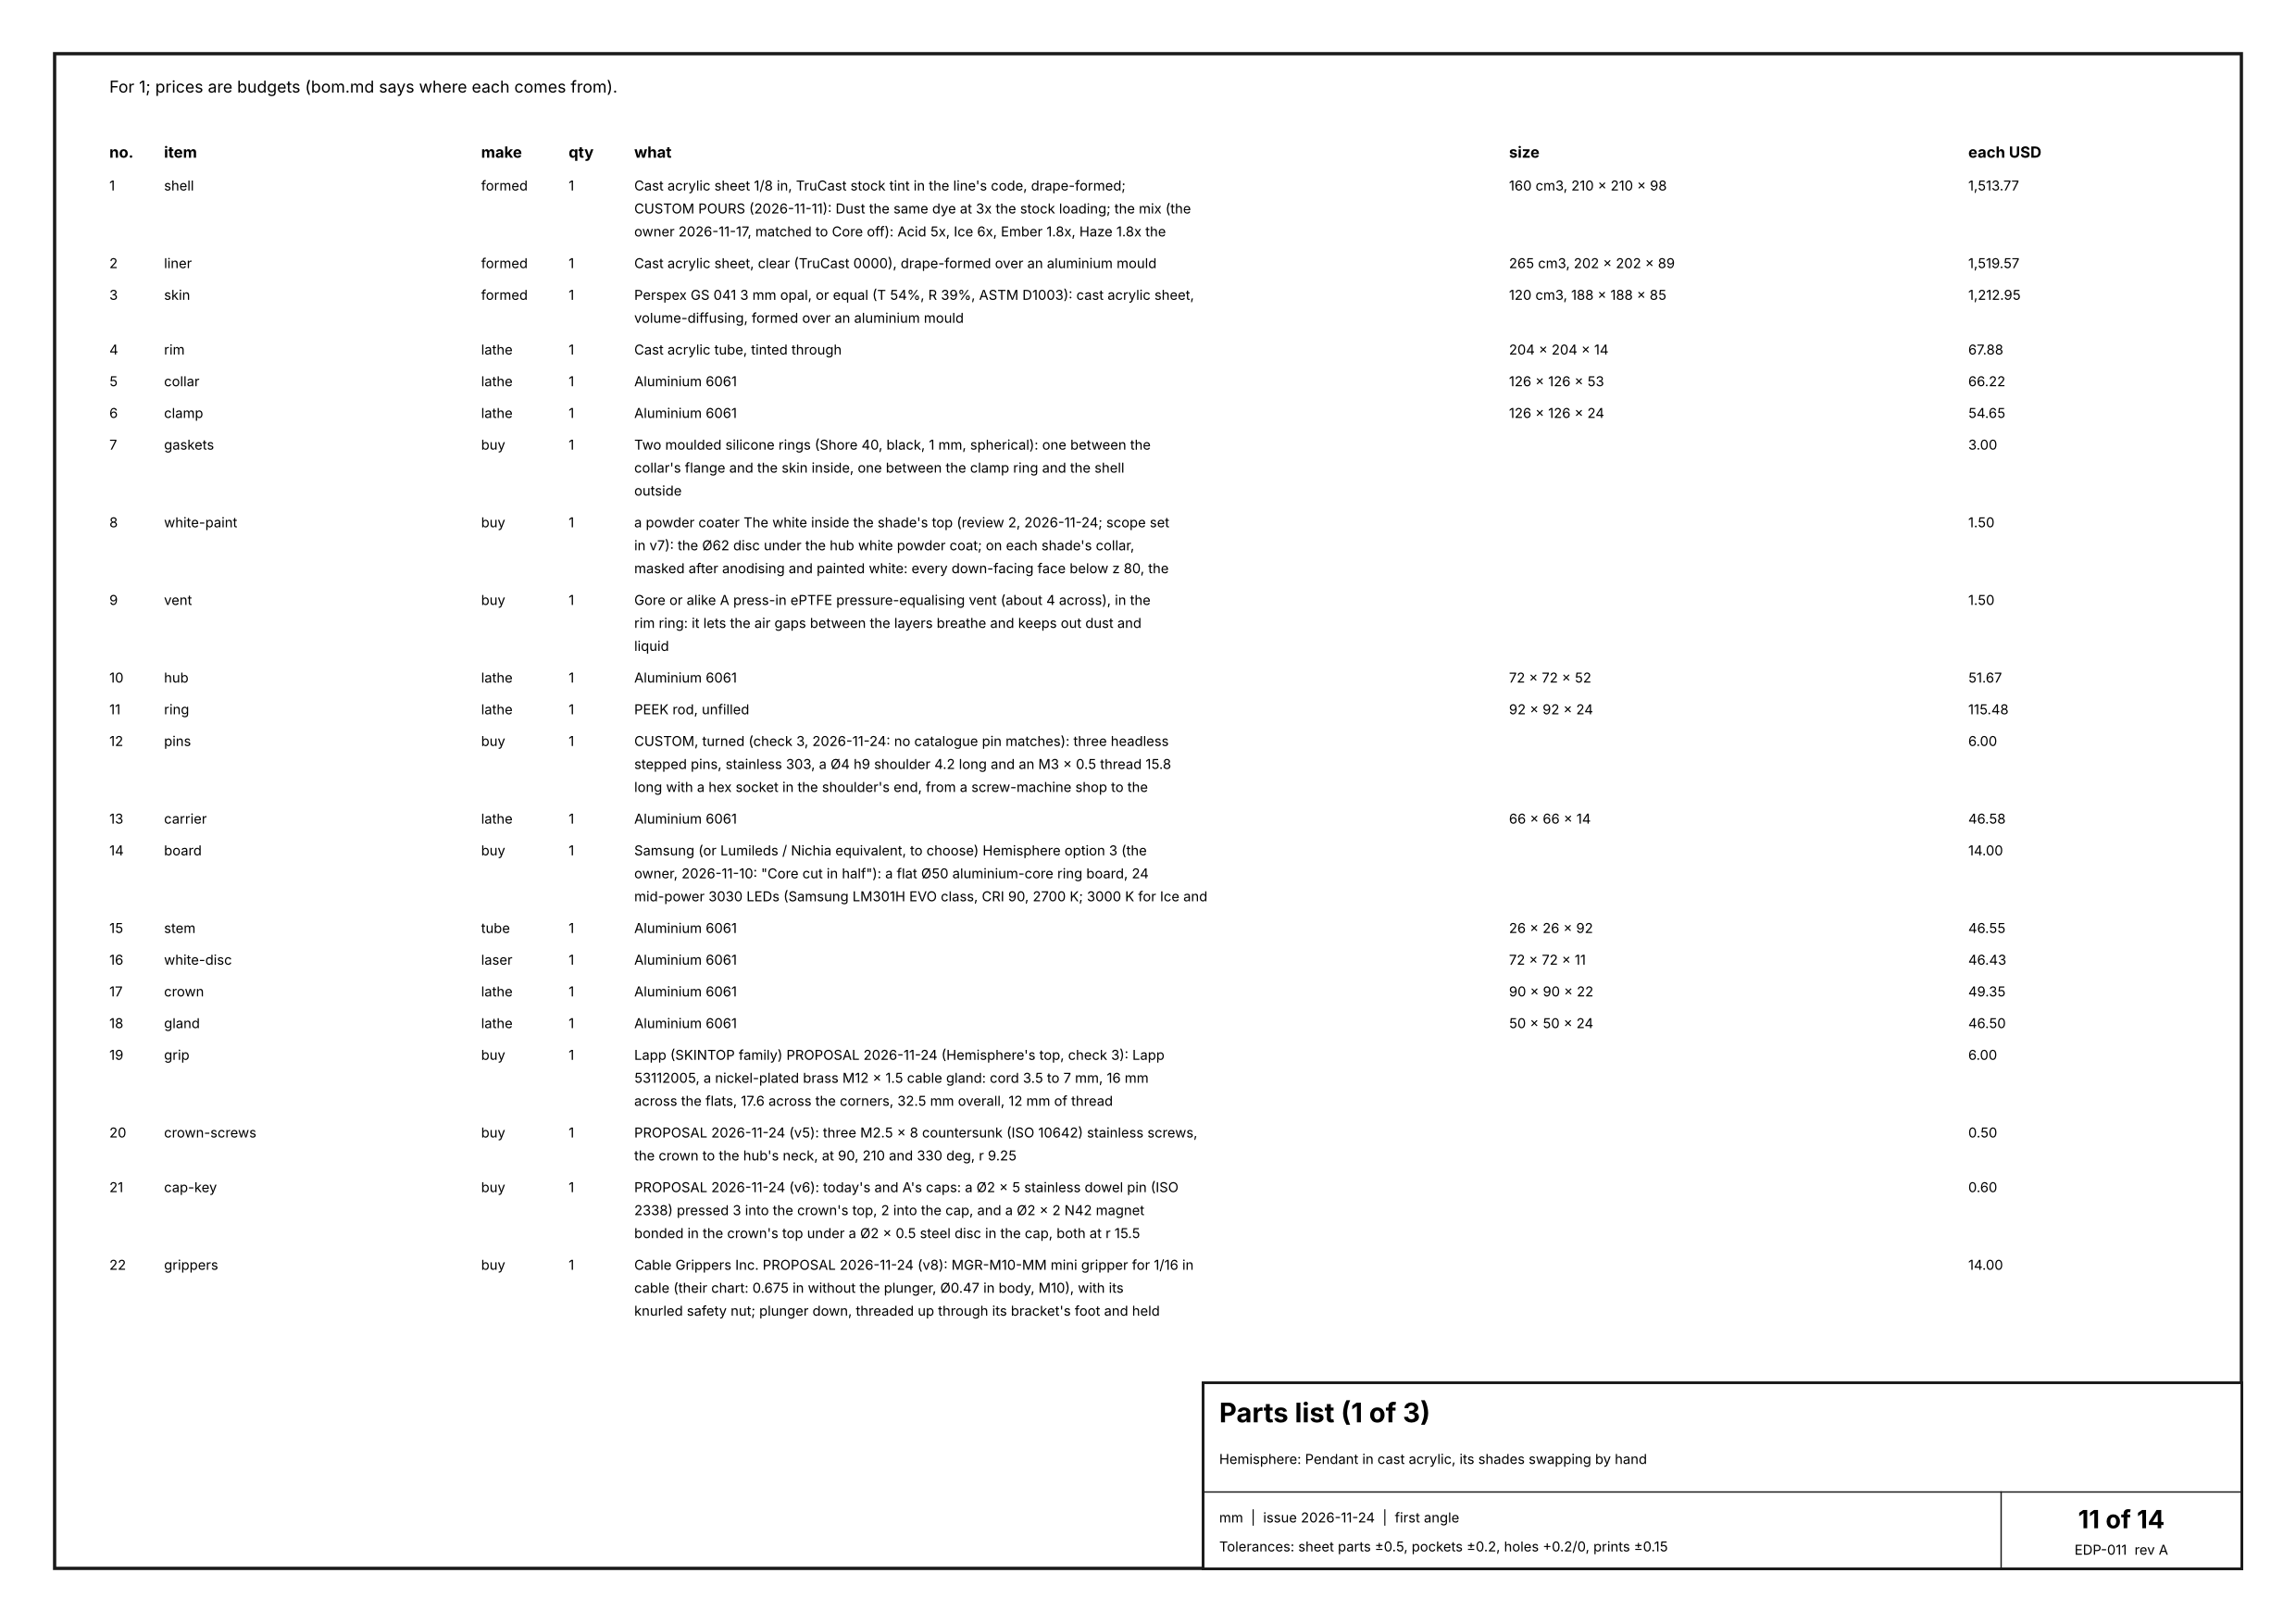 For 1; prices are budgets (bom.md says where each comes from).
no. item make qty what size each USD
1 shell formed 1 Cast acrylic sheet 1/8 in, TruCast stock tint in the line's code, drape-formed; 160 cm3, 210 × 210 × 98 1,513.77
CUSTOM POURS (2026-11-11): Dust the same dye at 3x the stock loading; the mix (the
owner 2026-11-17, matched to Core off): Acid 5x, Ice 6x, Ember 1.8x, Haze 1.8x the
2 liner formed 1 Cast acrylic sheet, clear (TruCast 0000), drape-formed over an aluminium mould 265 cm3, 202 × 202 × 89 1,519.57
3 skin formed 1 Perspex GS 041 3 mm opal, or equal (T 54%, R 39%, ASTM D1003): cast acrylic sheet, 120 cm3, 188 × 188 × 85 1,212.95
volume-diffusing, formed over an aluminium mould
4 rim lathe 1 Cast acrylic tube, tinted through 204 × 204 × 14 67.88
5 collar lathe 1 Aluminium 6061 126 × 126 × 53 66.22
6 clamp lathe 1 Aluminium 6061 126 × 126 × 24 54.65
7 gaskets buy 1 Two moulded silicone rings (Shore 40, black, 1 mm, spherical): one between the 3.00
collar's flange and the skin inside, one between the clamp ring and the shell
outside
8 white-paint buy 1 a powder coater The white inside the shade's top (review 2, 2026-11-24; scope set 1.50
in v7): the Ø62 disc under the hub white powder coat; on each shade's collar,
masked after anodising and painted white: every down-facing face below z 80, the
9 vent buy 1 Gore or alike A press-in ePTFE pressure-equalising vent (about 4 across), in the 1.50
rim ring: it lets the air gaps between the layers breathe and keeps out dust and
liquid
10 hub lathe 1 Aluminium 6061 72 × 72 × 52 51.67
11 ring lathe 1 PEEK rod, unfilled 92 × 92 × 24 115.48
12 pins buy 1 CUSTOM, turned (check 3, 2026-11-24: no catalogue pin matches): three headless 6.00
stepped pins, stainless 303, a Ø4 h9 shoulder 4.2 long and an M3 × 0.5 thread 15.8
long with a hex socket in the shoulder's end, from a screw-machine shop to the
13 carrier lathe 1 Aluminium 6061 66 × 66 × 14 46.58
14 board buy 1 Samsung (or Lumileds / Nichia equivalent, to choose) Hemisphere option 3 (the 14.00
owner, 2026-11-10: "Core cut in half"): a flat Ø50 aluminium-core ring board, 24
mid-power 3030 LEDs (Samsung LM301H EVO class, CRI 90, 2700 K; 3000 K for Ice and
15 stem tube 1 Aluminium 6061 26 × 26 × 92 46.55
16 white-disc laser 1 Aluminium 6061 72 × 72 × 11 46.43
17 crown lathe 1 Aluminium 6061 90 × 90 × 22 49.35
18 gland lathe 1 Aluminium 6061 50 × 50 × 24 46.50
19 grip buy 1 Lapp (SKINTOP family) PROPOSAL 2026-11-24 (Hemisphere's top, check 3): Lapp 6.00
53112005, a nickel-plated brass M12 × 1.5 cable gland: cord 3.5 to 7 mm, 16 mm
across the flats, 17.6 across the corners, 32.5 mm overall, 12 mm of thread
20 crown-screws buy 1 PROPOSAL 2026-11-24 (v5): three M2.5 × 8 countersunk (ISO 10642) stainless screws, 0.50
the crown to the hub's neck, at 90, 210 and 330 deg, r 9.25
21 cap-key buy 1 PROPOSAL 2026-11-24 (v6): today's and A's caps: a Ø2 × 5 stainless dowel pin (ISO 0.60
2338) pressed 3 into the crown's top, 2 into the cap, and a Ø2 × 2 N42 magnet
bonded in the crown's top under a Ø2 × 0.5 steel disc in the cap, both at r 15.5
22 grippers buy 1 Cable Grippers Inc. PROPOSAL 2026-11-24 (v8): MGR-M10-MM mini gripper for 1/16 in 14.00
cable (their chart: 0.675 in without the plunger, Ø0.47 in body, M10), with its
knurled safety nut; plunger down, threaded up through its bracket's foot and held
Parts list (1 of 3)
Hemisphere: Pendant in cast acrylic, its shades swapping by hand
mm | issue 2026-11-24 | first angle
Tolerances: sheet parts ±0.5, pockets ±0.2, holes +0.2/0, prints ±0.15
11 of 14
EDP-011 rev A